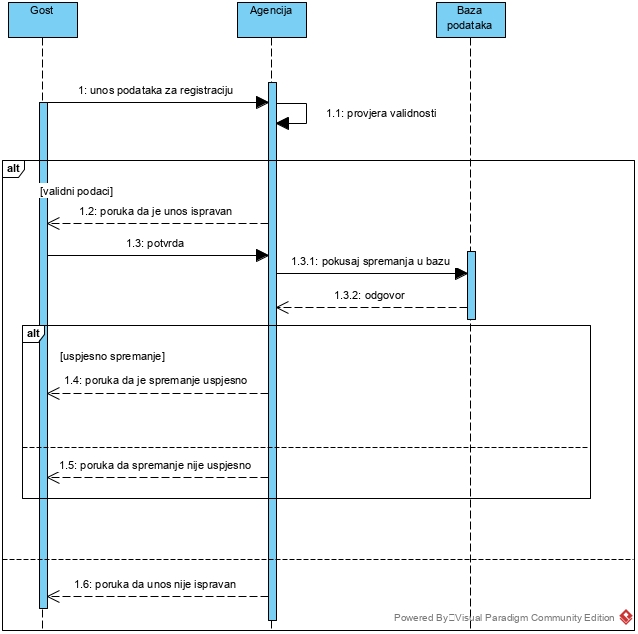 Gost
Agencija
Baza
podataka
1: unos podataka za registraciju
1.1: provjera validnosti
alt
[validni podaci]
1.2: poruka da je unos ispravan
1.3: potvrda
1.3.1: pokusaj spremanja u bazu
1.3.2: odgovor
alt
[uspjesno spremanje]
1.4: poruka da je spremanje uspjesno
1.5: poruka da spremanje nije uspjesno
1.6: poruka da unos nije ispravan
Powered By Visual Paradigm Community Edition